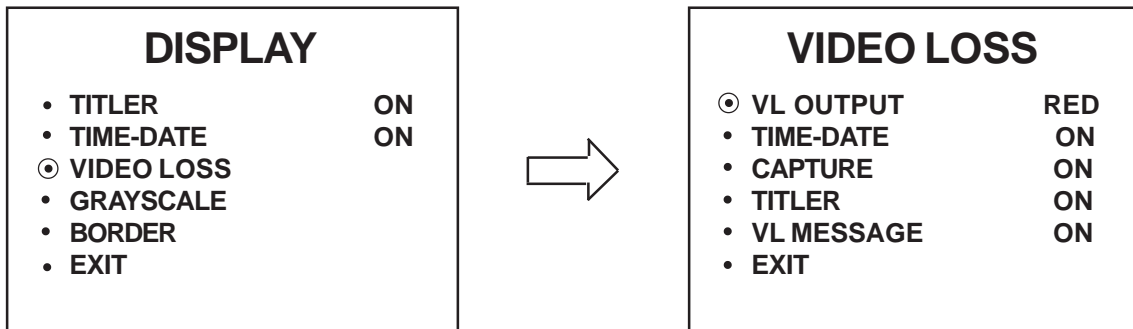 DISPLAY
• TITLER ON
• TIME-DATE ON
VIDEO LOSS
• GRAYSCALE
• BORDER
• EXIT
VIDEO LOSS
VL OUTPUT RED
• TIME-DATE ON
• CAPTURE ON
• TITLER ON
• VL MESSAGE ON
• EXIT